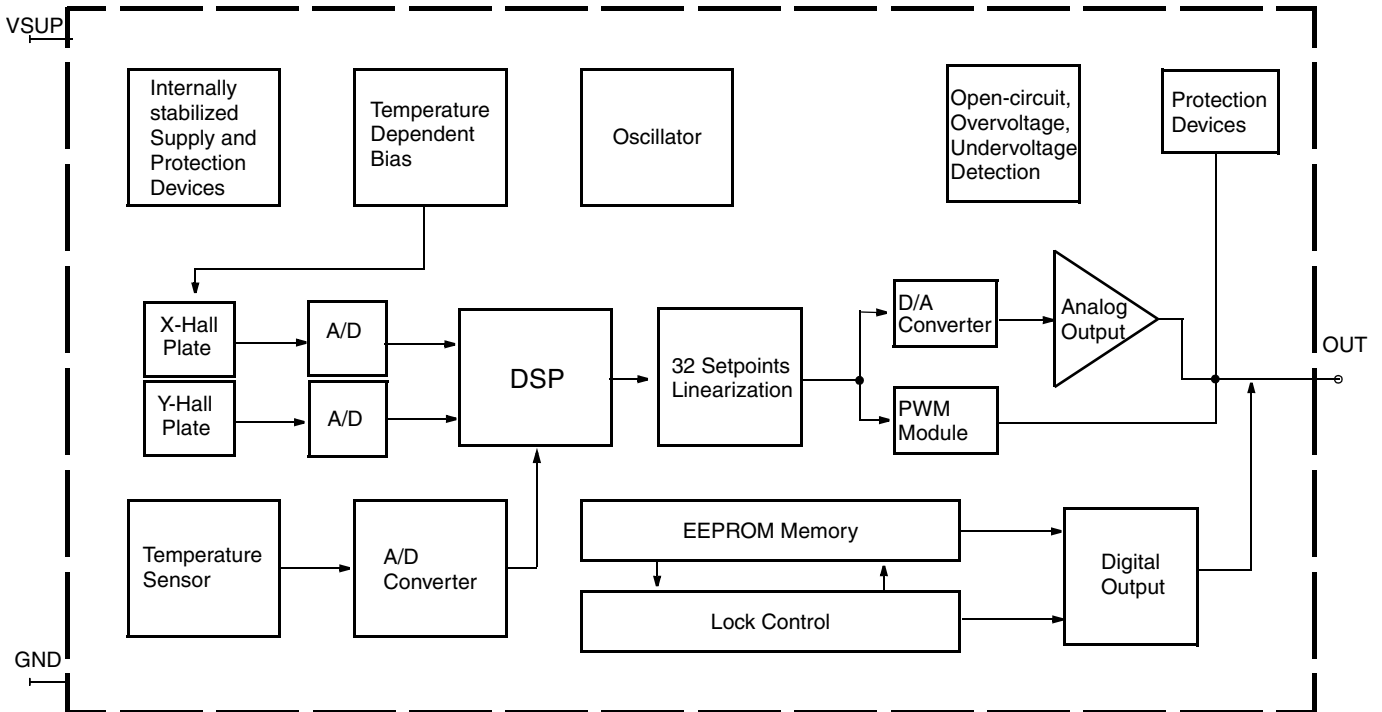 VSUP
Internally
stabilized
Supply and
Protection
Devices
Temperature
Dependent
Bias
Oscillator
Open-circuit,
Overvoltage,
Undervoltage
Detection
Protection
Devices
X-Hall
Plate
A/D
Y-Hall
Plate
A/D
DSP
32 Setpoints
Linearization
D/A
Converter
Analog
Output
PWM
Module
OUT
Temperature
Sensor
A/D
Converter
EEPROM Memory
Lock Control
Digital
Output
GND